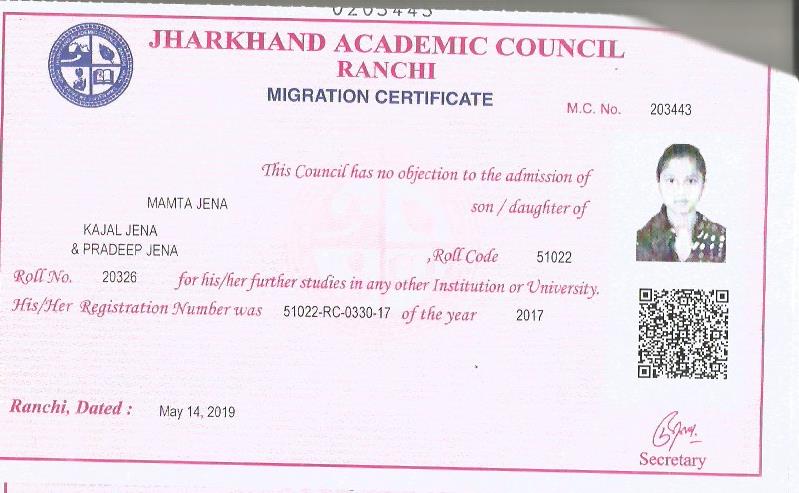 JHARKHAND ACADEMIC COUNCIL
RANCHI
MIGRATION CERTIFICATE
M.C. No. 203443
This Council has no objection to the admission of
MAMTA JENA son / daughter of
KAJAL JENA
& PRADEEP JENA
,Roll Code 51022
Roll No. 20326 for his/her further studies in any other Institution or University.
His/Her Registration Number was 51022-RC-0330-17 of the year 2017
Ranchi, Dated : May 14, 2019
Secretary